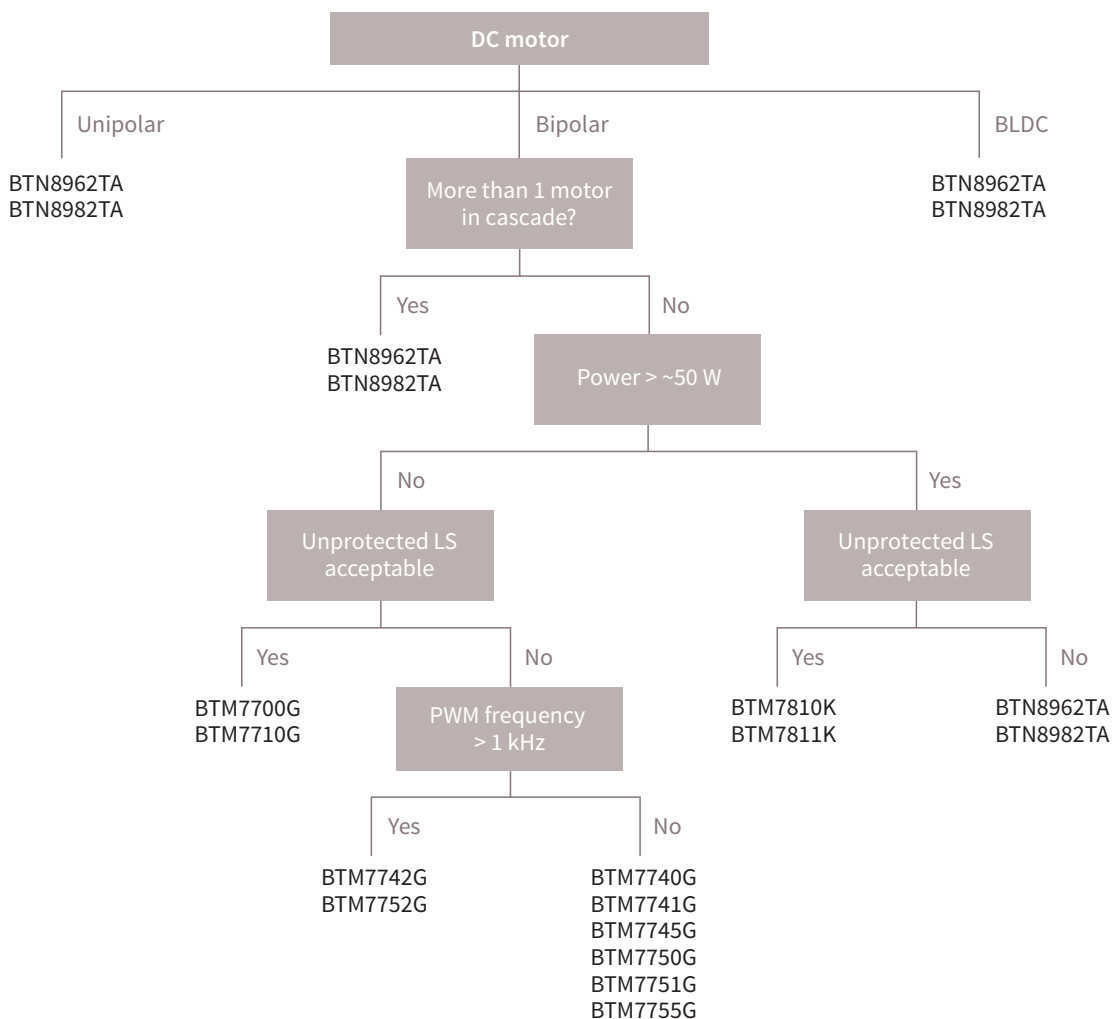 DC motor
Unipolar
Bipolar
BLDC
BTN8962TA
BTN8982TA
More than 1 motor
in cascade?
BTN8962TA
BTN8982TA
Yes
No
BTN8962TA
BTN8982TA
Power > ~50 W
No
Yes
Unprotected LS
acceptable
Unprotected LS
acceptable
Yes
No
Yes
No
BTM7700G
BTM7710G
PWM frequency
> 1 kHz
BTM7810K
BTM7811K
BTN8962TA
BTN8982TA
Yes
No
BTM7742G
BTM7752G
BTM7740G
BTM7741G
BTM7745G
BTM7750G
BTM7751G
BTM7755G